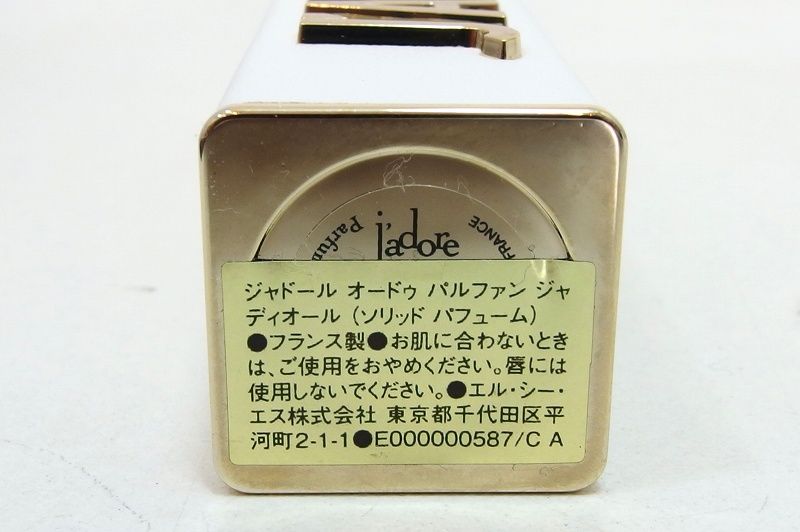 Parfum
j'adore
FRANCE
ジャドール オードゥ パルファン ジャ
ディオール（ソリッド パフューム）
●フランス製●お肌に合わないとき
は、ご使用をおやめください。唇には
使用しないでください。●エル・シー・
エス株式会社 東京都千代田区平
河町2-1-1●E000000587/C A